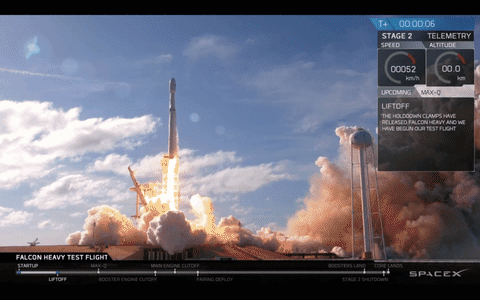 T+ 00:00:06
STAGE 2 TELEMETRY
SPEED ALTITUDE
00052 00.0
km/h km
UPCOMING MAX-Q
LIFTOFF
THE HOLDDOWN CLAMPS HAVE
RELEASED FALCON HEAVY AND WE
HAVE BEGUN OUR TEST FLIGHT
FALCON HEAVY TEST FLIGHT
STARTUP MAX-Q MAIN ENGINE CUTOFF BOOSTERS LAND CORE LANDS
LIFTOFF BOOSTER ENGINE CUTOFF FAIRING DEPLOY STAGE 2 SHUTDOWN
SPACEX